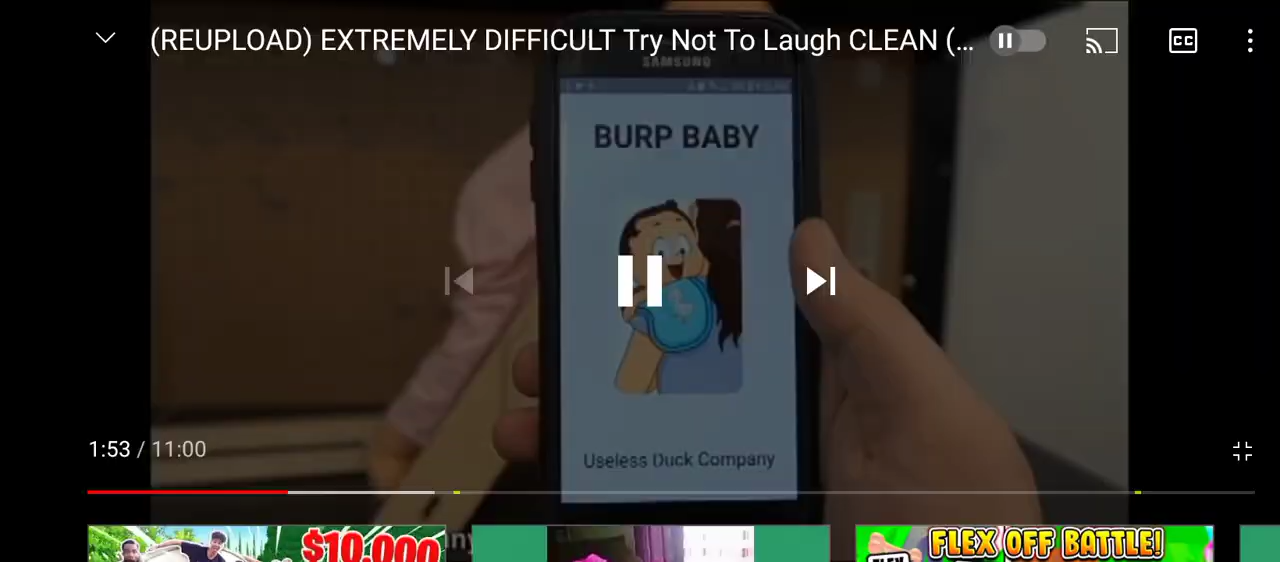 (REUPLOAD) EXTREMELY DIFFICULT Try Not To Laugh CLEAN (...
SAMSUNG
BURP BABY
Useless Duck Company
1:53 / 11:00
$10,000
ny
FLEX OFF BATTLE!